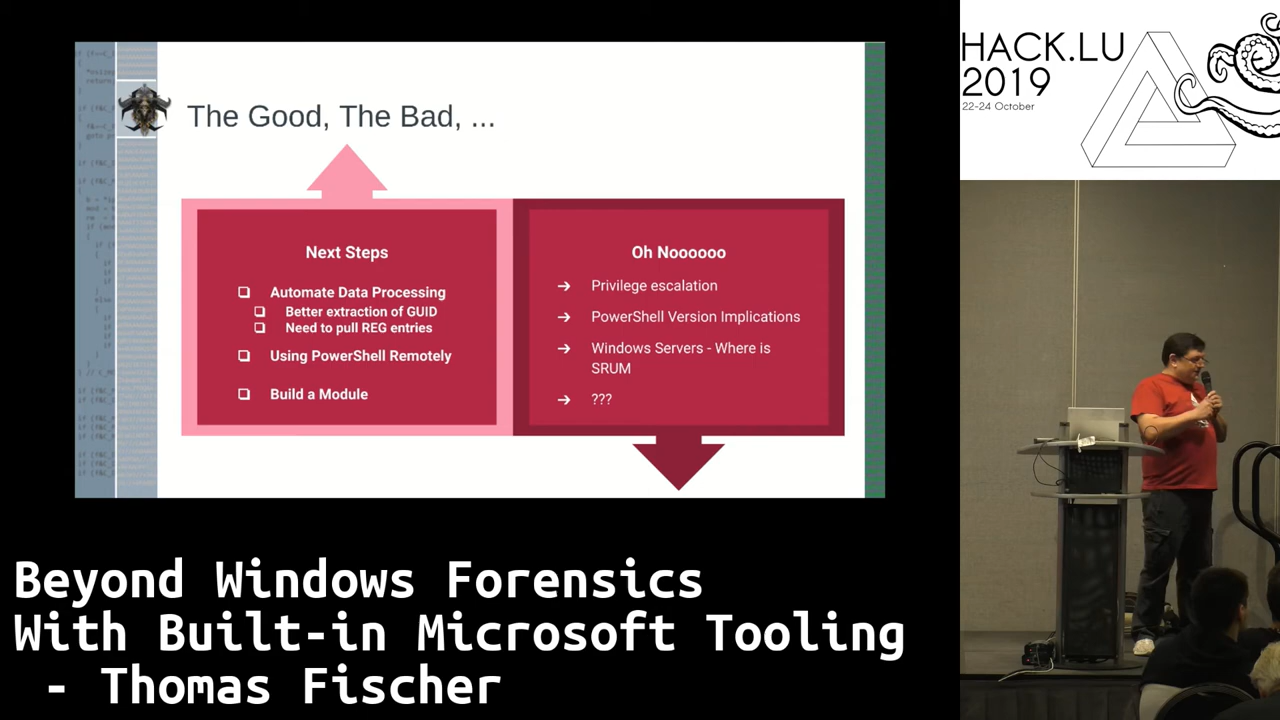 The Good, The Bad, ...
Next Steps
❏ Automate Data Processing
❏ Better extraction of GUID
❏ Need to pull REG entries
❏ Using PowerShell Remotely
❏ Build a Module
Oh Noooooo
→ Privilege escalation
→ PowerShell Version Implications
→ Windows Servers - Where is
SRUM
→ ???
HACK.LU
2019
22-24 October
Beyond Windows Forensics
With Built-in Microsoft Tooling
- Thomas Fischer